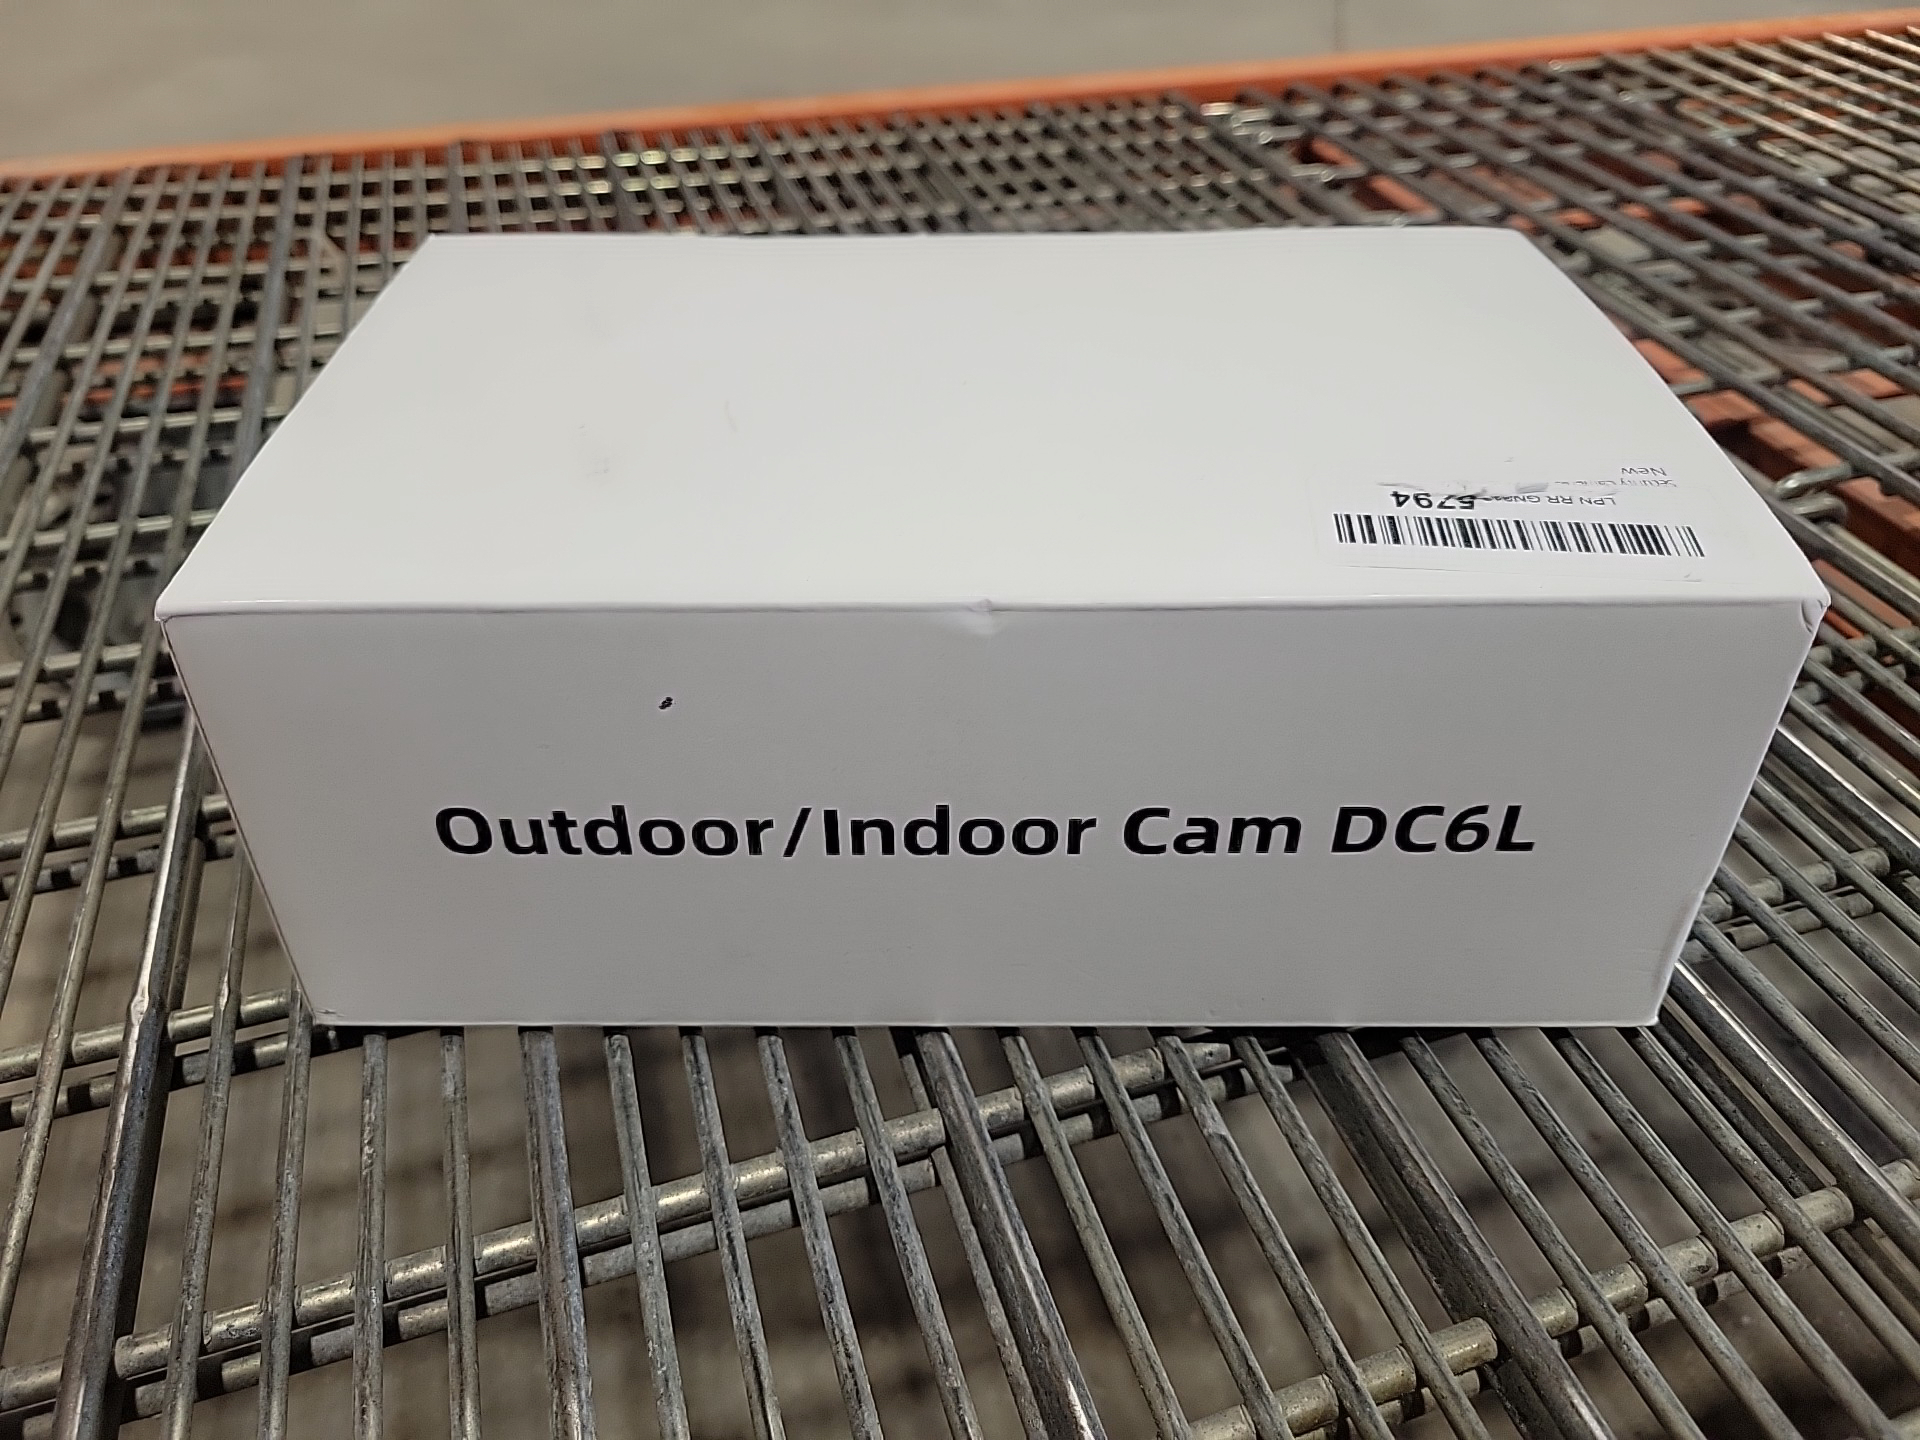 New
LPN RR
5794
Outdoor/Indoor Cam DC6L